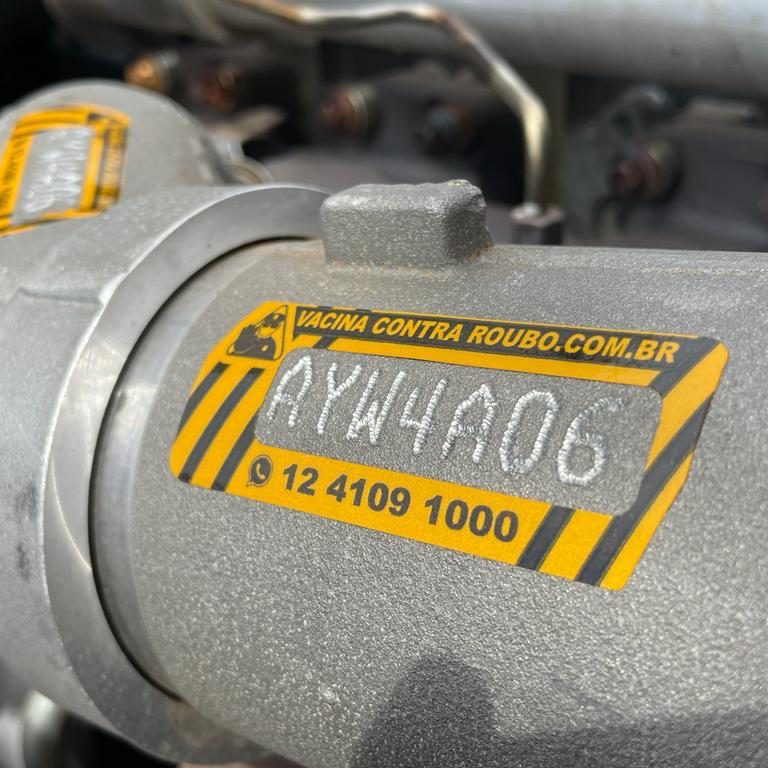 VACINA CONTRA ROUBO.COM.BR
AYW4A06
12 4109 1000